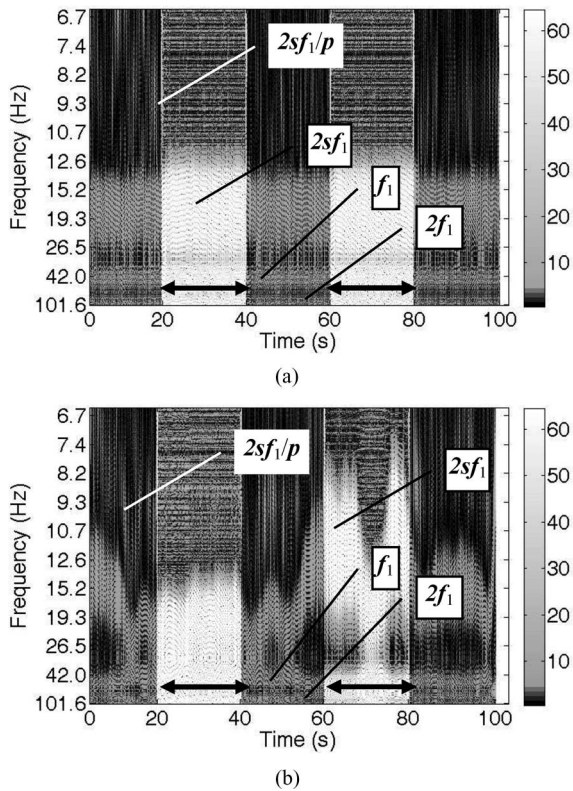 6.7
7.4
8.2
9.3
10.7
12.6
15.2
19.3
26.5
42.0
101.6
Frequency (Hz)
2sf1/p
2sf1
f1
2f1
60
50
40
30
20
10
0 20 40 60 80 100
Time (s)
(a)
6.7
7.4
8.2
9.3
10.7
12.6
15.2
19.3
26.5
42.0
101.6
Frequency (Hz)
2sf1/p
2sf1
f1
2f1
60
50
40
30
20
10
0 20 40 60 80 100
Time (s)
(b)